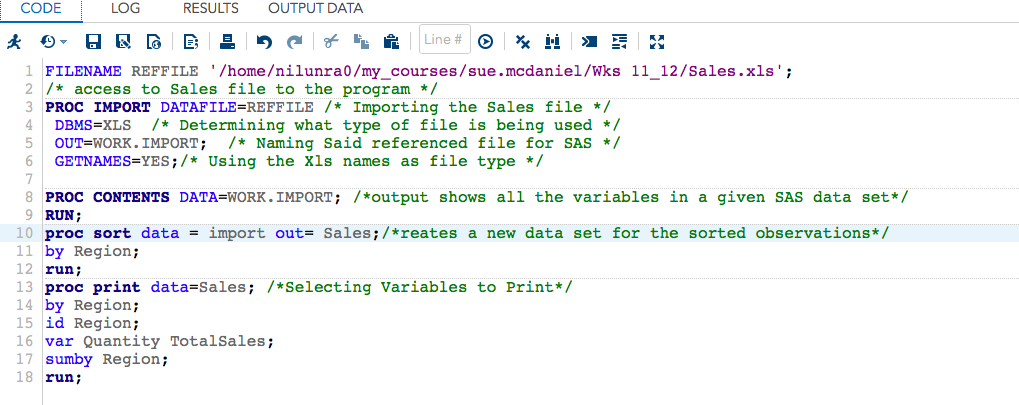 CODE LOG RESULTS OUTPUT DATA
Line #
1 FILENAME REFFILE '/home/nilunra0/my_courses/sue.mcdaniel/Wks 11_12/Sales.xls';
2 /* access to Sales file to the program */
3 PROC IMPORT DATAFILE=REFFILE /* Importing the Sales file */
4 DBMS=XLS /* Determining what type of file is being used */
5 OUT=WORK.IMPORT; /* Naming Said referenced file for SAS */
6 GETNAMES=YES;/* Using the Xls names as file type */
7
8 PROC CONTENTS DATA=WORK.IMPORT; /*output shows all the variables in a given SAS data set*/
9 RUN;
10 proc sort data = import out= Sales;/*reates a new data set for the sorted observations*/
11 by Region;
12 run;
13 proc print data=Sales; /*Selecting Variables to Print*/
14 by Region;
15 id Region;
16 var Quantity TotalSales;
17 sumby Region;
18 run;